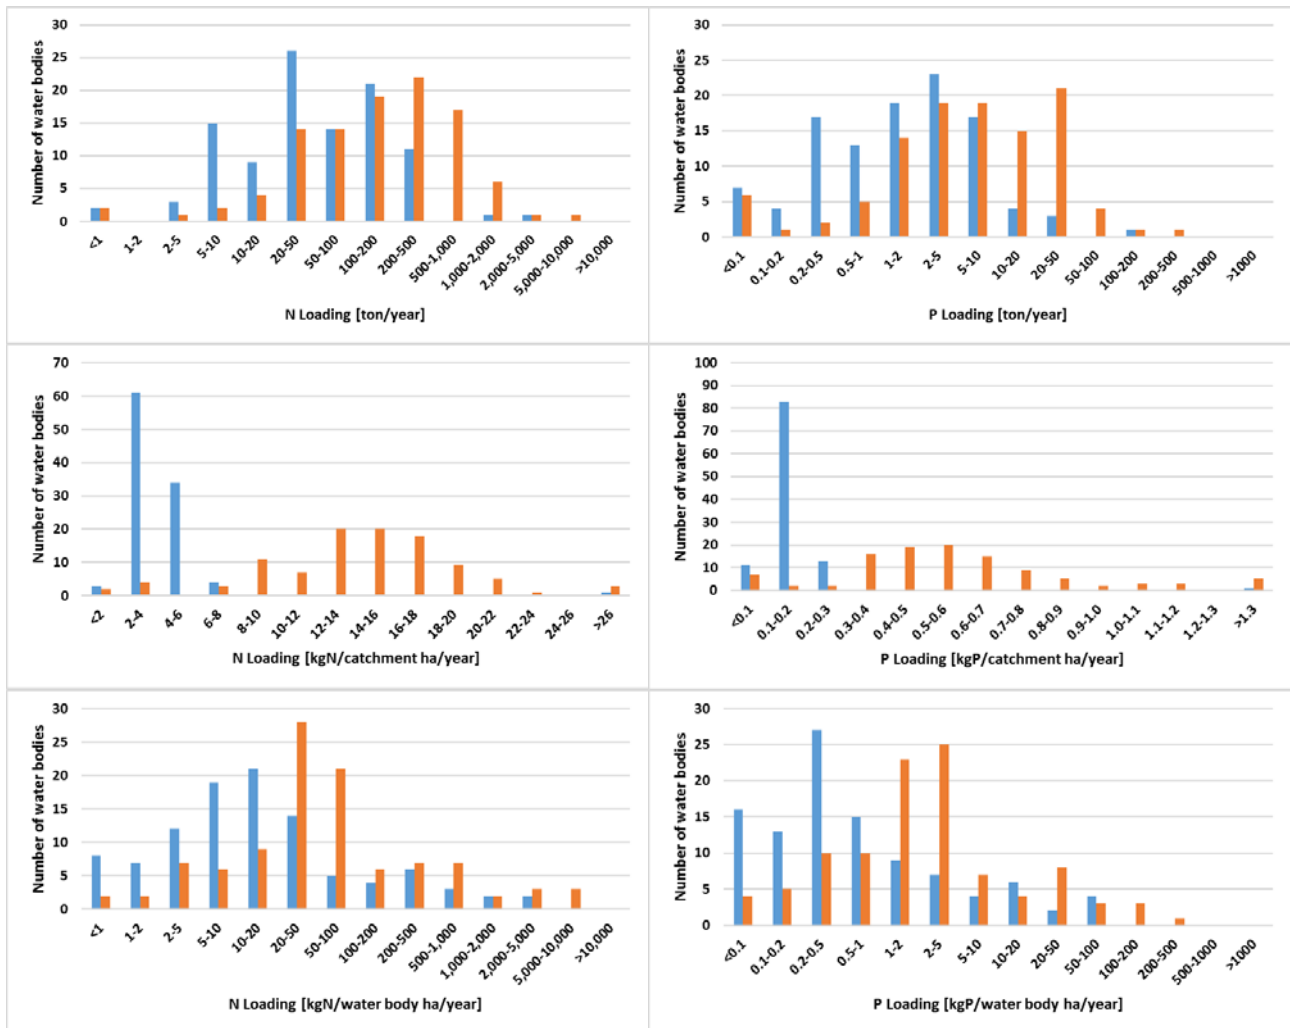 Number of water bodies
30
25
20
15
10
5
0
<1 1-2 2-5 5-10 10-20 20-50 50-100 100-200 200-500 500-1,000 1,000-2,000 2,000-5,000 5,000-10,000 >10,000
N Loading [ton/year]
Number of water bodies
30
25
20
15
10
5
0
<0.1 0.1-0.2 0.2-0.5 0.5-1 1-2 2-5 5-10 10-20 20-50 50-100 100-200 200-500 500-1000 >1000
P Loading [ton/year]
Number of water bodies
70
60
50
40
30
20
10
0
<2 2-4 4-6 6-8 8-10 10-12 12-14 14-16 16-18 18-20 20-22 22-24 24-26 >26
N Loading [kgN/catchment ha/year]
Number of water bodies
100
90
80
70
60
50
40
30
20
10
0
<0.1 0.1-0.2 0.2-0.3 0.3-0.4 0.4-0.5 0.5-0.6 0.6-0.7 0.7-0.8 0.8-0.9 0.9-1.0 1.0-1.1 1.1-1.2 1.2-1.3 >1.3
P Loading [kgP/catchment ha/year]
Number of water bodies
30
25
20
15
10
5
0
<1 1-2 2-5 5-10 10-20 20-50 50-100 100-200 200-500 500-1,000 1,000-2,000 2,000-5,000 5,000-10,000 >10,000
N Loading [kgN/water body ha/year]
Number of water bodies
30
25
20
15
10
5
0
<0.1 0.1-0.2 0.2-0.5 0.5-1 1-2 2-5 5-10 10-20 20-50 50-100 100-200 200-500 500-1000 >1000
P Loading [kgP/water body ha/year]